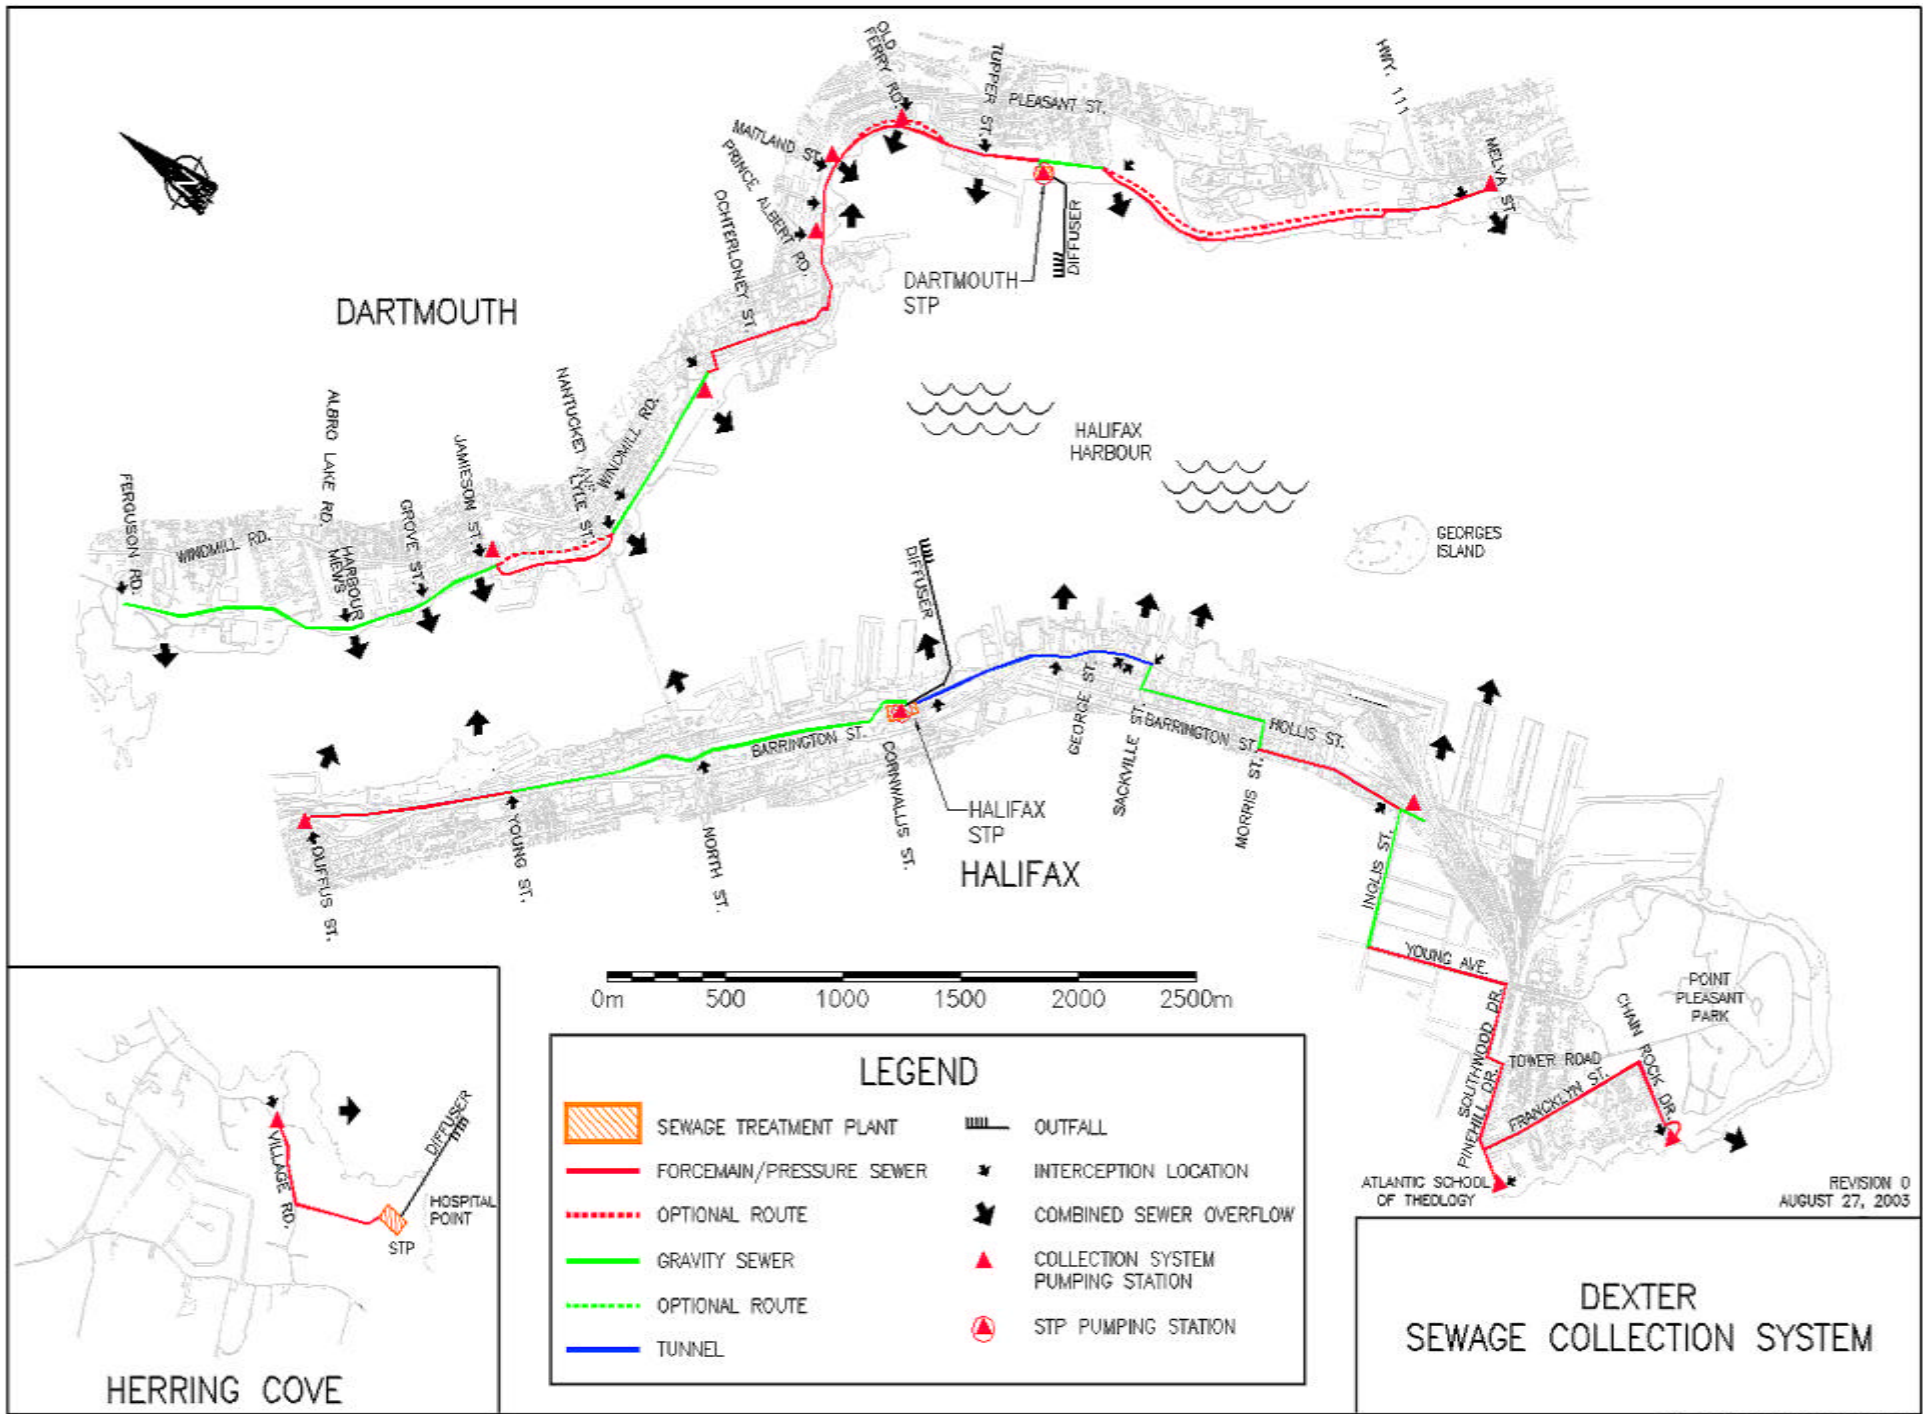 OLD
FERRY RD.
TUPPER ST.
PLEASANT ST.
HWY. 111
MELVA ST.
MAITLAND ST.
PRINCE ALBERT RD.
OCHTERLONEY ST.
N
DIFFUSER
DARTMOUTH
STP
DARTMOUTH
NANTUCKET AVE
LYLE ST.
WINDMILL RD.
ALBRO LAKE RD.
JAMIESON ST.
GROVE ST.
HARBOUR
MEWS
FERGUSON RD.
WINDMILL RD.
HALIFAX
HARBOUR
GEORGES
ISLAND
DIFFUSER
BARRINGTON ST.
CORNWALLIS ST.
GEORGE ST.
SACKVILLE ST.
BARRINGTON ST.
HOLLIS ST.
MORRIS ST.
HALIFAX
STP
HALIFAX
DUFFUS ST.
YOUNG ST.
NORTH ST.
INGLIS ST.
YOUNG AVE.
SOUTHWOOD DR.
PINEHILL DR.
TOWER ROAD
FRANCKLYN ST.
CHAIN ROCK DR.
POINT
PLEASANT
PARK
ATLANTIC SCHOOL
OF THEOLOGY
REVISION 0
AUGUST 27, 2003
0m 500 1000 1500 2000 2500m
LEGEND
SEWAGE TREATMENT PLANT
FORCEMAIN/PRESSURE SEWER
OPTIONAL ROUTE
GRAVITY SEWER
OPTIONAL ROUTE
TUNNEL
OUTFALL
INTERCEPTION LOCATION
COMBINED SEWER OVERFLOW
COLLECTION SYSTEM
PUMPING STATION
STP PUMPING STATION
VILLAGE RD.
DIFFUSER
HOSPITAL
POINT
STP
HERRING COVE
DEXTER
SEWAGE COLLECTION SYSTEM